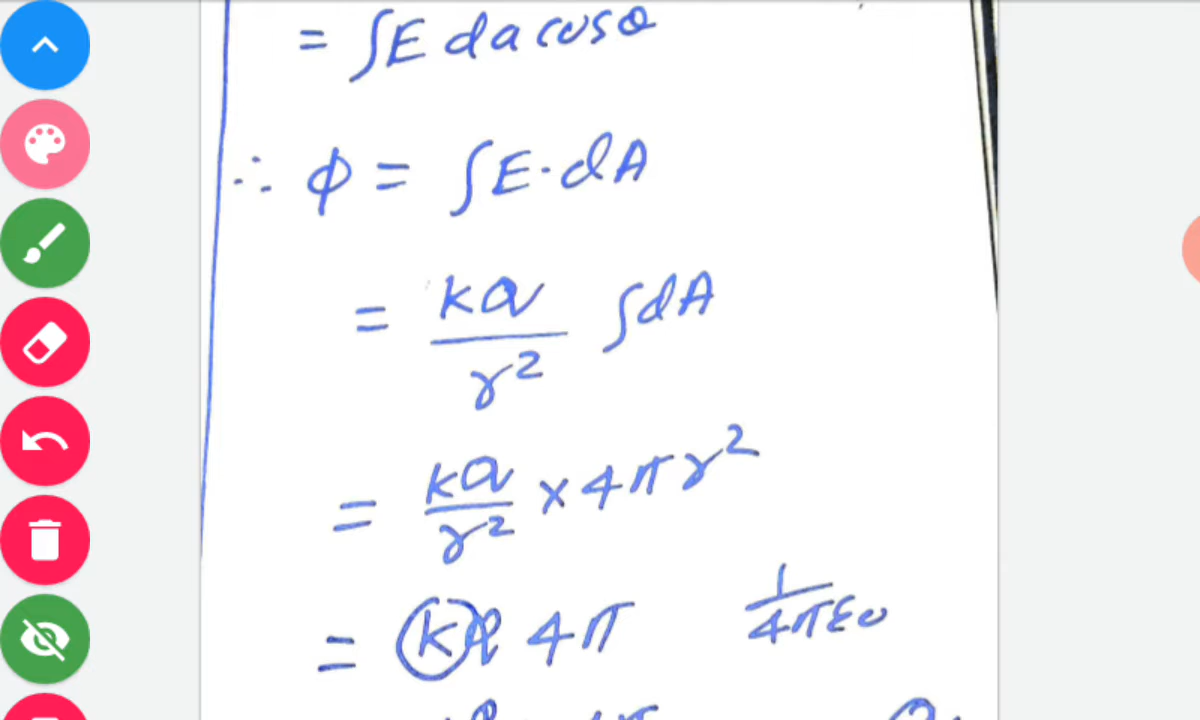 = ∫E da cosθ
∴ ϕ = ∫E·dA
= kQ/r² ∫dA
= kQ/r² × 4πr²
= kQ 4π 1/4πε₀